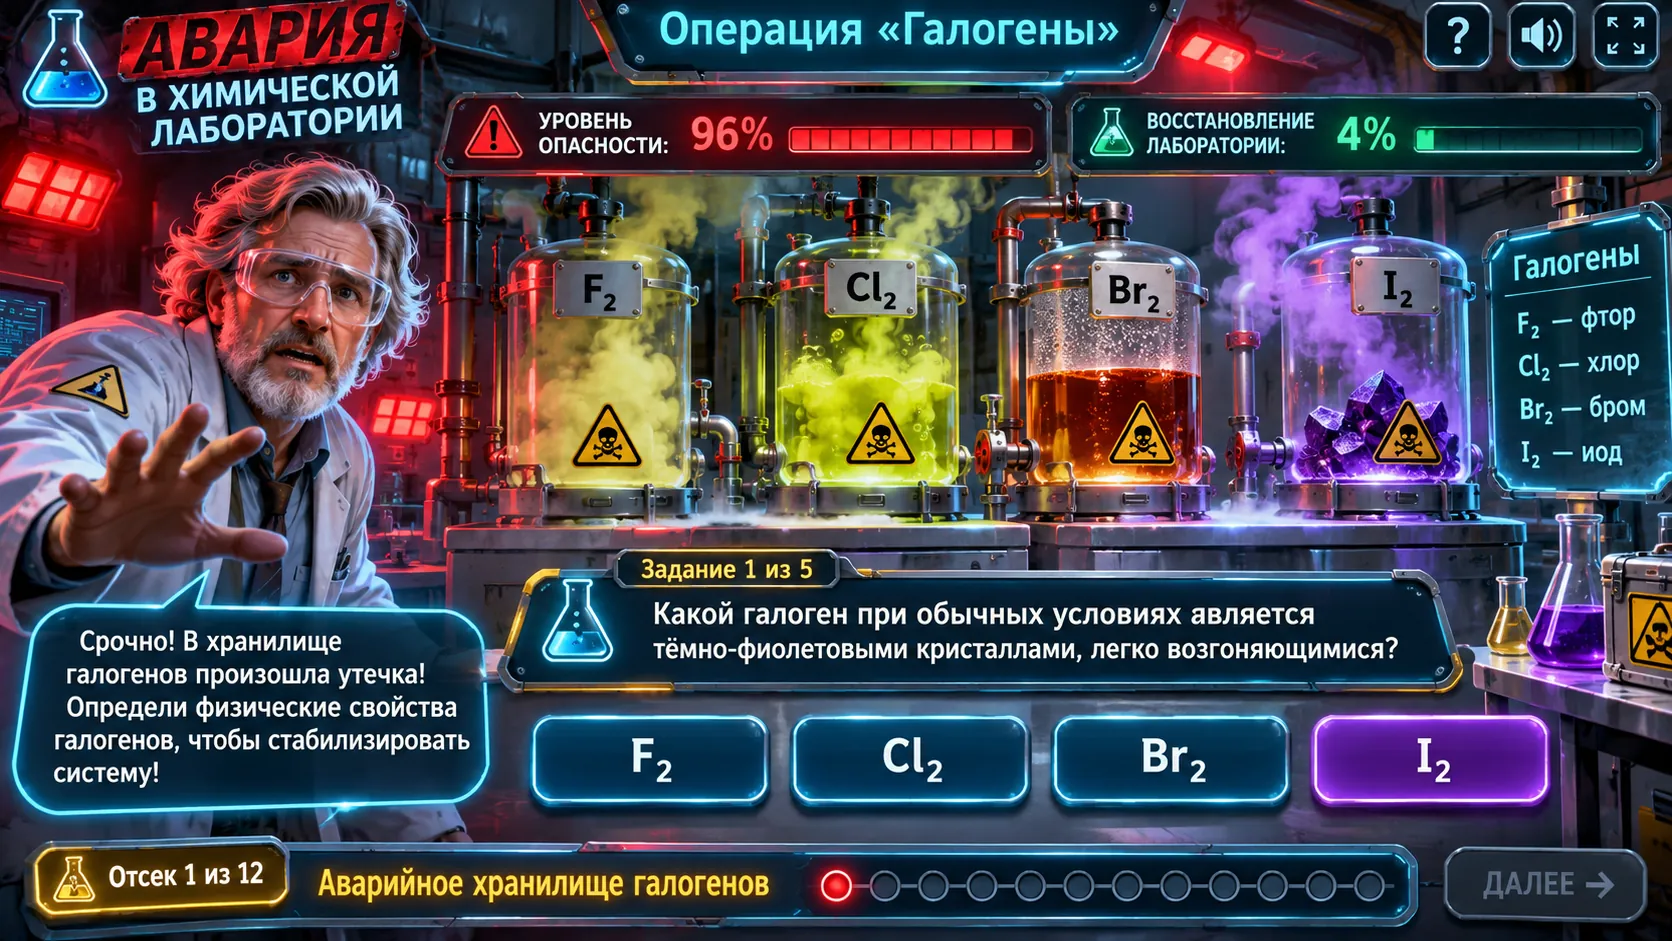 АВАРИЯ
В ХИМИЧЕСКОЙ
ЛАБОРАТОРИИ
Операция «Галогены»
?
УРОВЕНЬ
ОПАСНОСТИ:
96%
ВОССТАНОВЛЕНИЕ
ЛАБОРАТОРИИ:
4%
F₂
Cl₂
Br₂
I₂
Галогены
F₂ — фтор
Cl₂ — хлор
Br₂ — бром
I₂ — иод
Срочно! В хранилище
галогенов произошла утечка!
Определи физические свойства
галогенов, чтобы стабилизировать
систему!
Задание 1 из 5
Какой галоген при обычных условиях является
тёмно-фиолетовыми кристаллами, легко возгоняющимися?
F₂
Cl₂
Br₂
I₂
Отсек 1 из 12
Аварийное хранилище галогенов
ДАЛЕЕ →